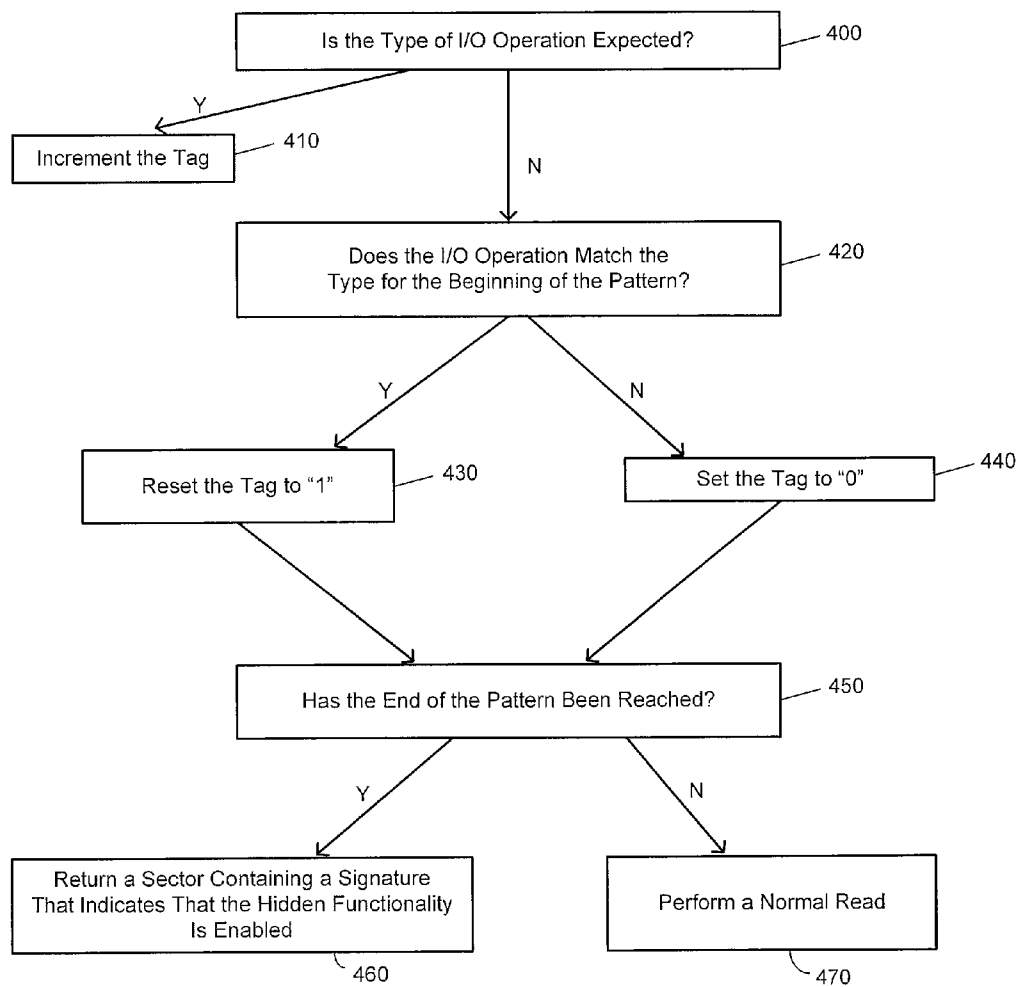 Is the Type of I/O Operation Expected?
400
Y
Increment the Tag
410
N
Does the I/O Operation Match the
Type for the Beginning of the Pattern?
420
Y
N
Reset the Tag to “1”
430
Set the Tag to “0”
440
Has the End of the Pattern Been Reached?
450
Y
N
Return a Sector Containing a Signature
That Indicates That the Hidden Functionality
Is Enabled
460
Perform a Normal Read
470